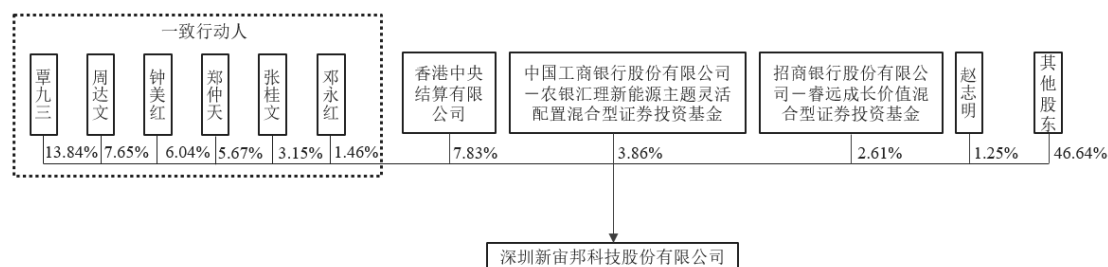 一致行动人
覃九三
周达文
钟美红
郑仲天
张桂文
邓永红
香港中央
结算有限
公司
中国工商银行股份有限公司
－农银汇理新能源主题灵活
配置混合型证券投资基金
招商银行股份有限公
司－睿远成长价值混
合型证券投资基金
赵志明
其他股东
13.84% 7.65% 6.04% 5.67% 3.15% 1.46% 7.83% 3.86% 2.61% 1.25% 46.64%
深圳新宙邦科技股份有限公司